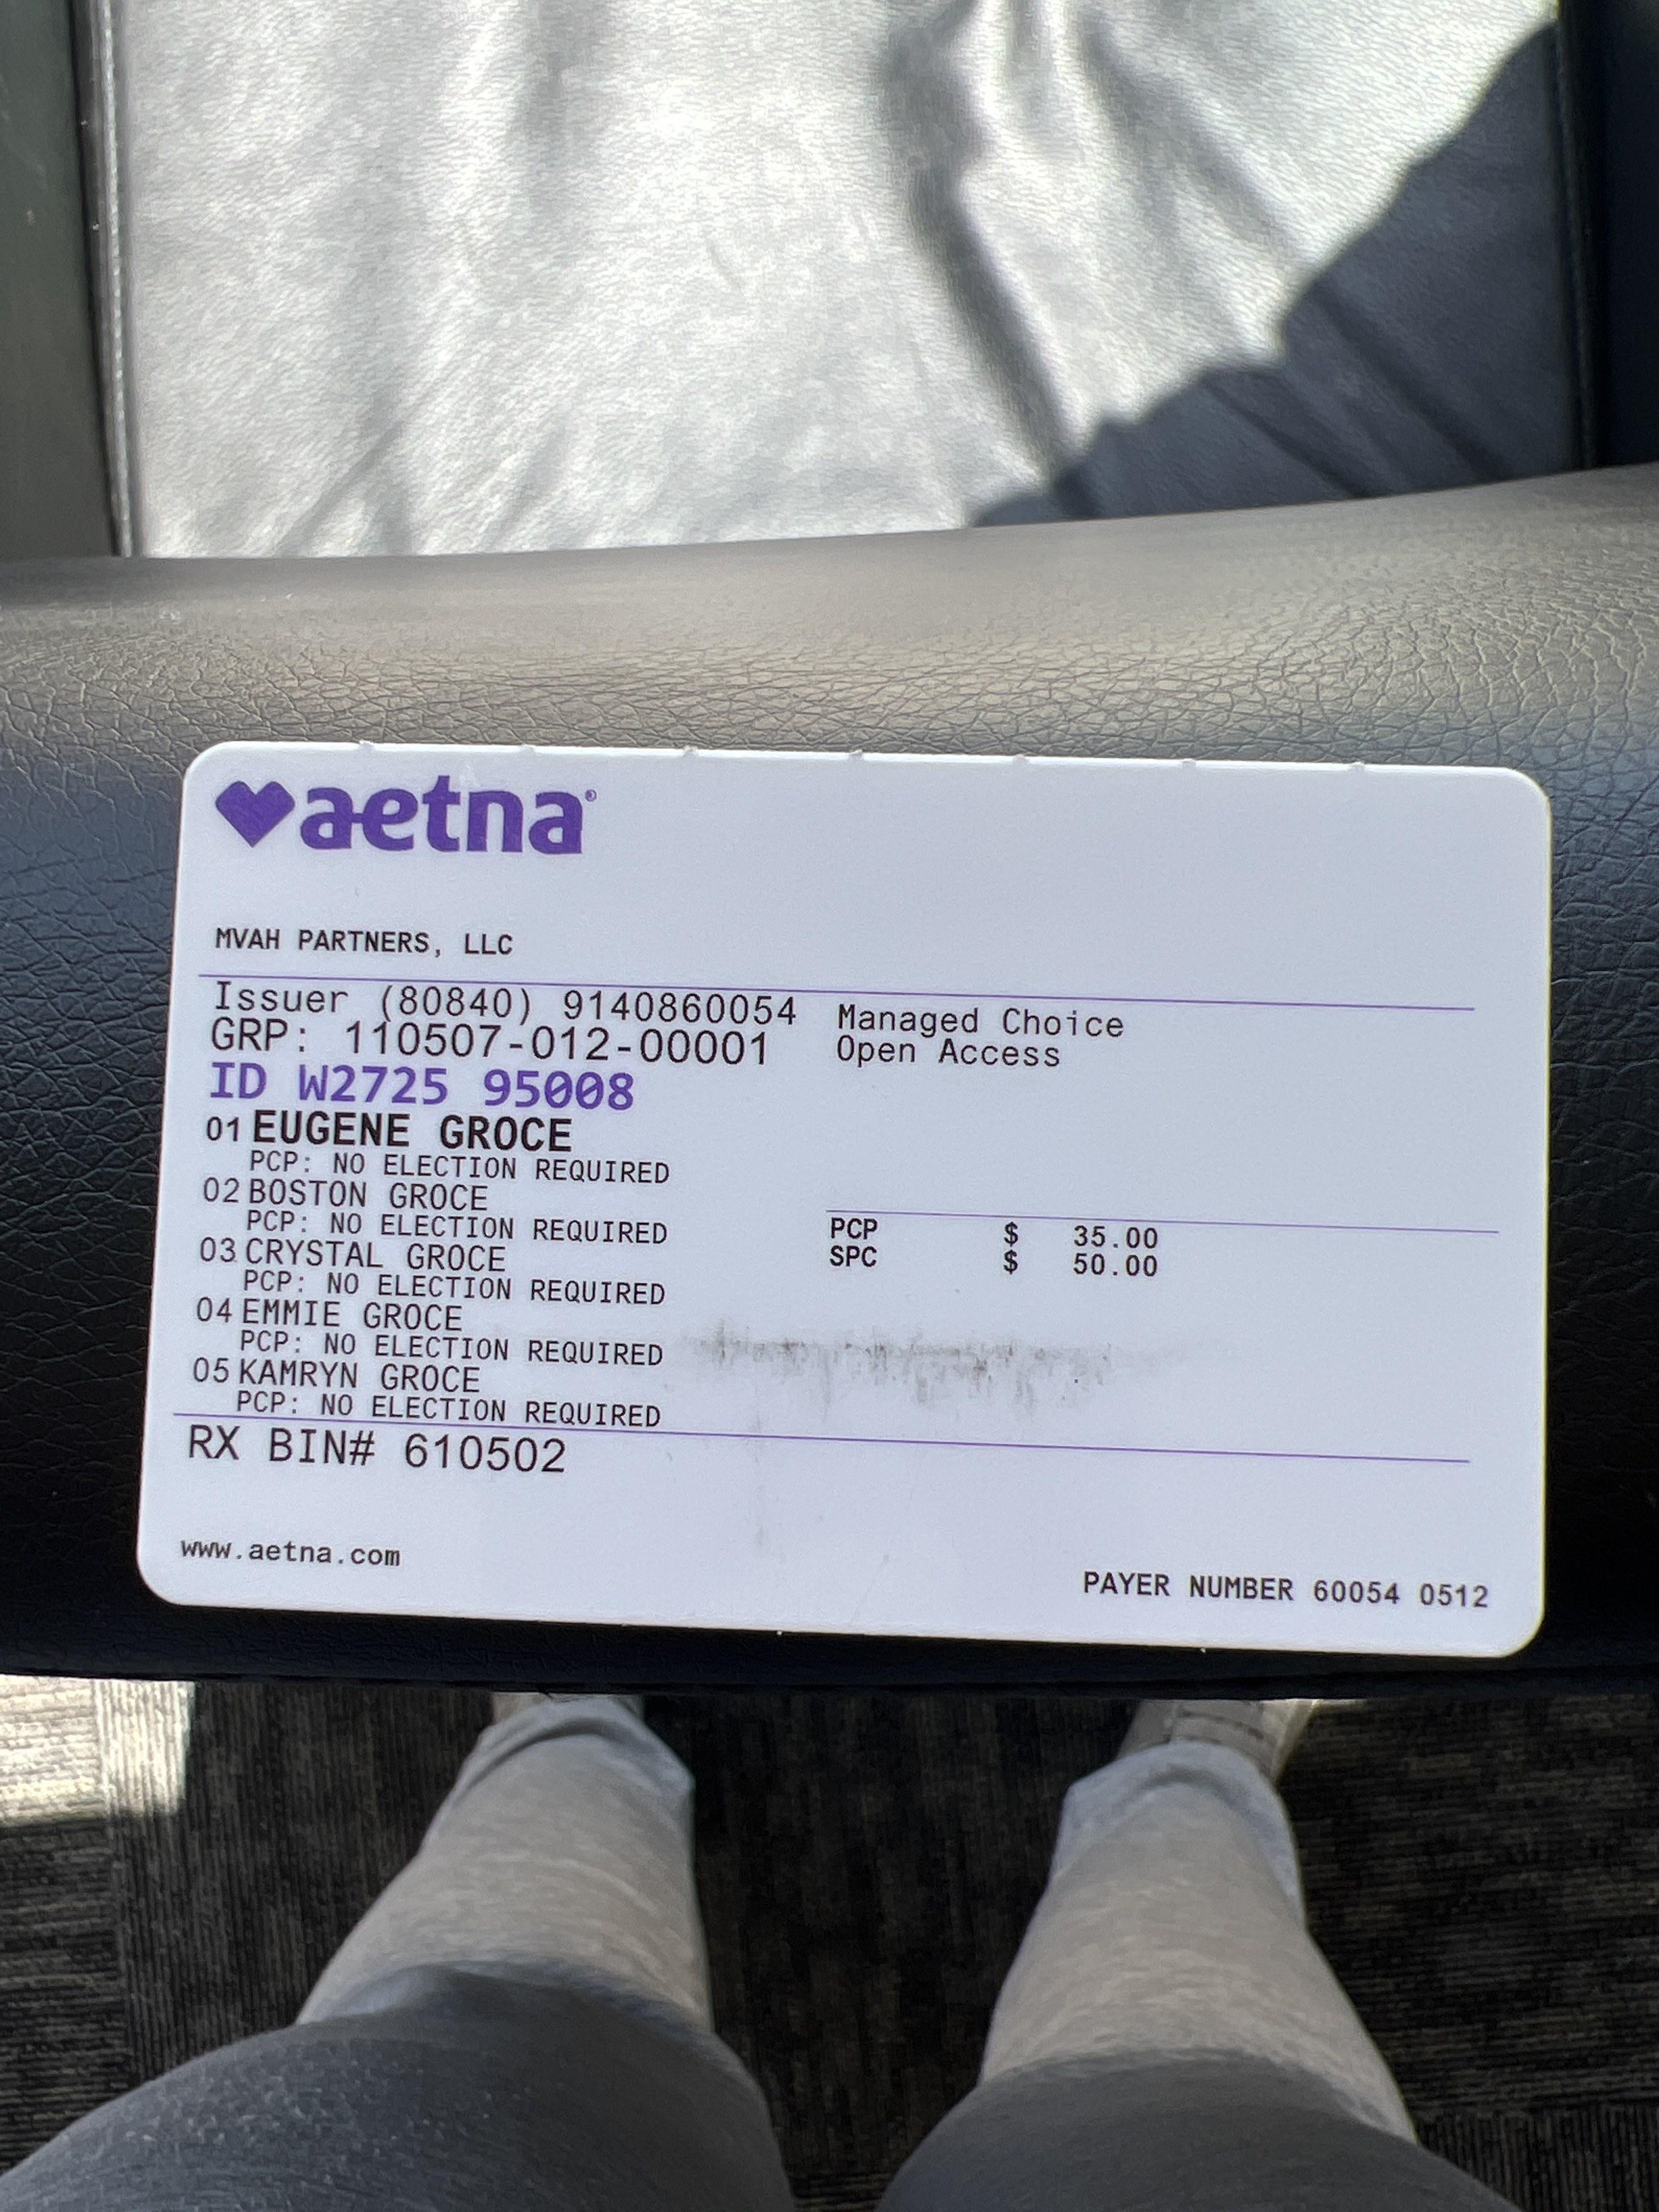 aetna®
MVAH PARTNERS, LLC
Issuer (80840) 9140860054 Managed Choice
GRP: 110507-012-00001 Open Access
ID W2725 95008
01 EUGENE GROCE
PCP: NO ELECTION REQUIRED
02 BOSTON GROCE
PCP: NO ELECTION REQUIRED
PCP $ 35.00
03 CRYSTAL GROCE
SPC $ 50.00
PCP: NO ELECTION REQUIRED
04 EMMIE GROCE
PCP: NO ELECTION REQUIRED
05 KAMRYN GROCE
PCP: NO ELECTION REQUIRED
RX BIN# 610502
www.aetna.com
PAYER NUMBER 60054 0512